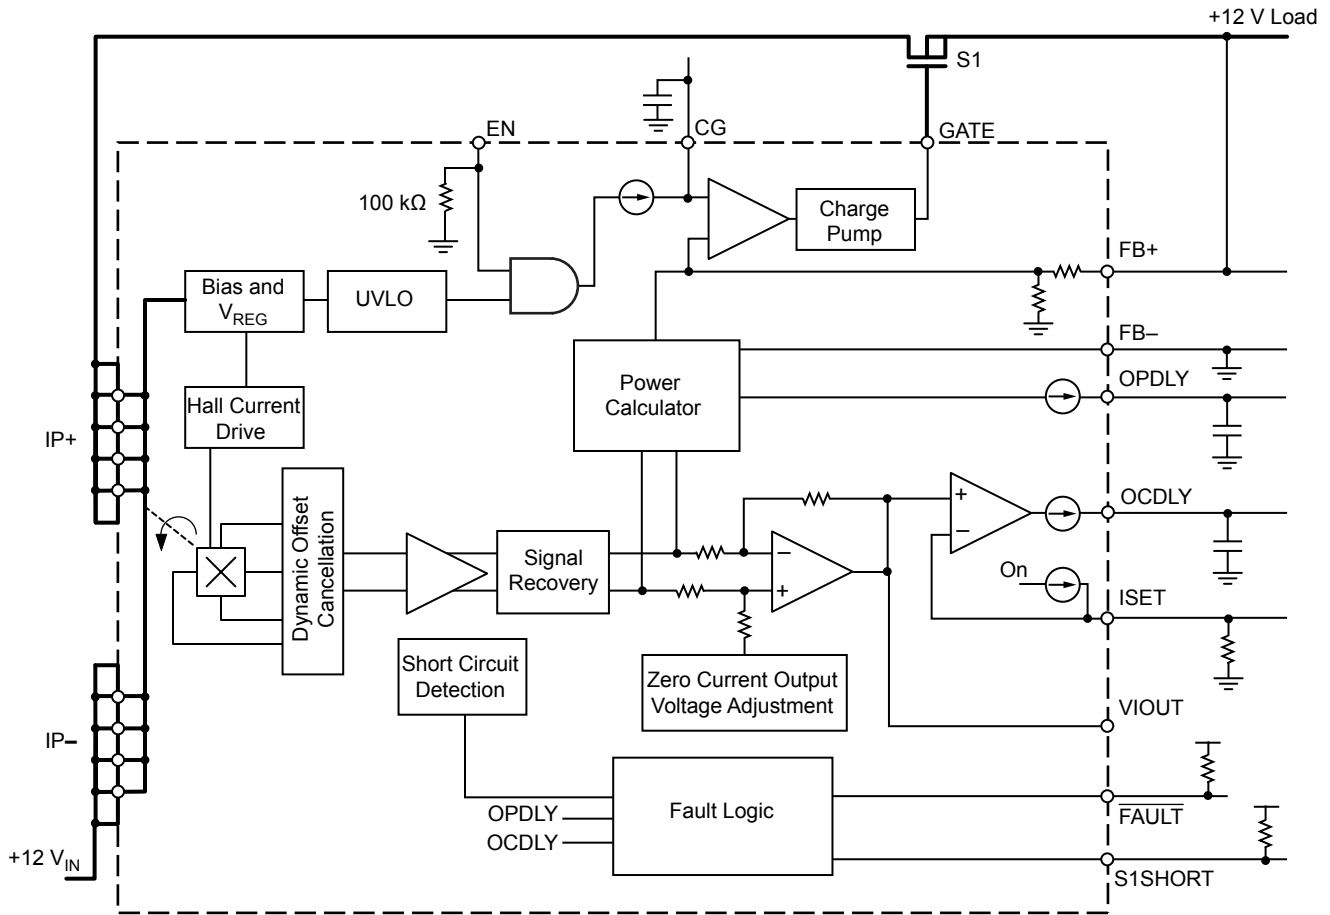 +12 V Load
S1
EN
CG
GATE
100 kΩ
Charge
Pump
FB+
Bias and
VREG
UVLO
FB–
Power
Calculator
OPDLY
Hall Current
Drive
IP+
Dynamic Offset
Cancellation
Signal
Recovery
+
–
OCDLY
–
+
On
ISET
Short Circuit
Detection
Zero Current Output
Voltage Adjustment
VIOUT
IP–
Fault Logic
OPDLY
OCDLY
FAULT
+12 VIN
S1SHORT